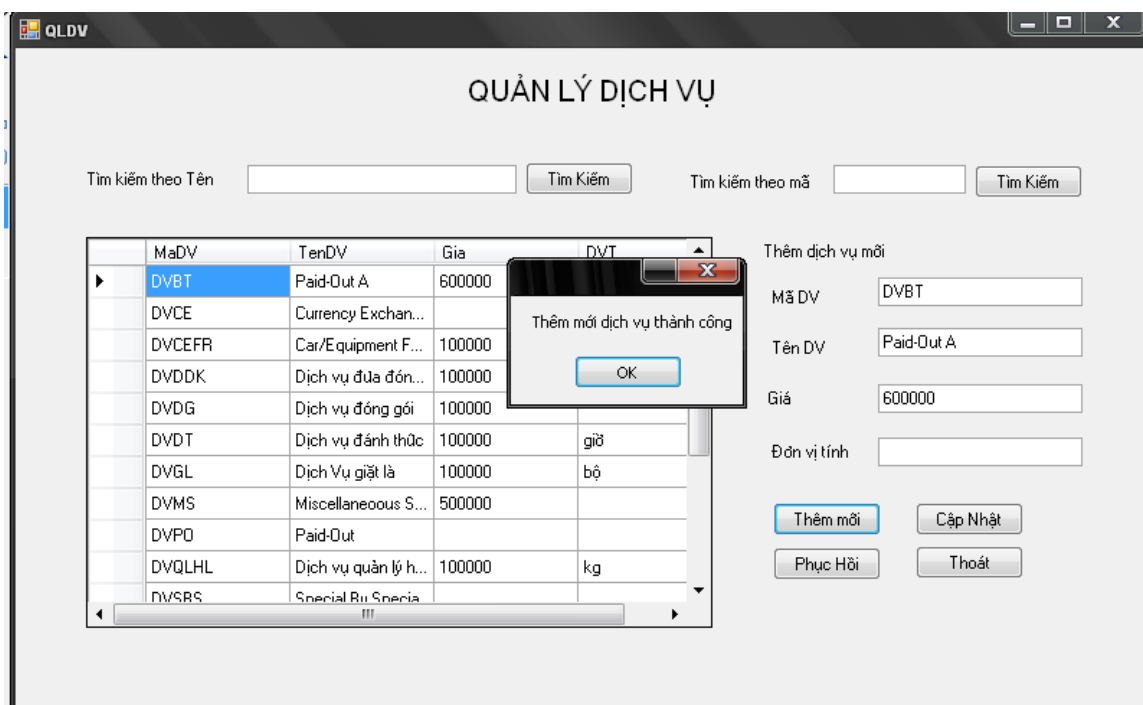 QLDV
QUẢN LÝ DỊCH VỤ
Tìm kiếm theo Tên Tìm Kiếm Tìm kiếm theo mã Tìm Kiếm
MaDV TenDV Gia DVT
DVBT Paid-Out A 600000
DVCE Currency Exchan...
DVCEFR Car/Equipment F... 100000
DVDDK Dịch vụ đưa đón... 100000
DVDG Dịch vụ đóng gói 100000
DVDT Dịch vụ đánh thức 100000 giờ
DVGL Dịch Vụ giặt là 100000 bộ
DVMS Miscellaneoous S... 500000
DVPO Paid-Out
DVQLHL Dịch vụ quản lý h... 100000 kg
DVSBS Special Bu Specia
Thêm mới dịch vụ thành công
OK
Thêm dịch vụ mới
Mã DV DVBT
Tên DV Paid-Out A
Giá 600000
Đơn vị tính
Thêm mới Cập Nhật
Phục Hồi Thoát